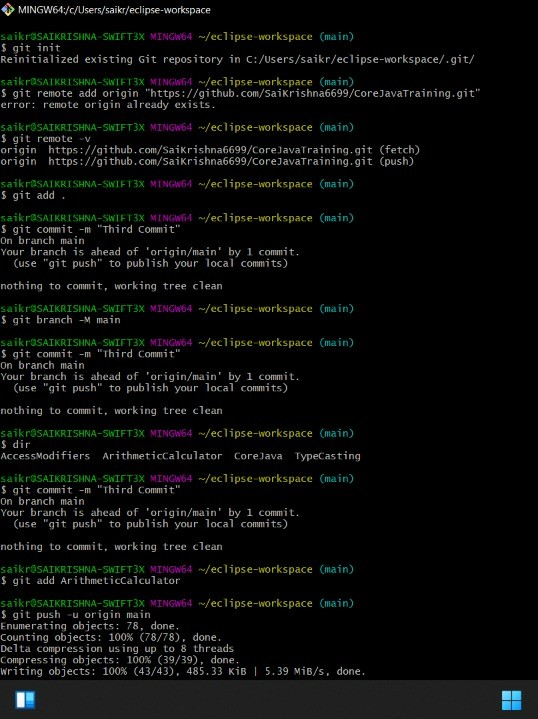 MINGW64:/c/Users/saikr/eclipse-workspace
saikr@SAIKRISHNA-SWIFT3X MINGW64 ~/eclipse-workspace (main)
$ git init
Reinitialized existing Git repository in C:/Users/saikr/eclipse-workspace/.git/
saikr@SAIKRISHNA-SWIFT3X MINGW64 ~/eclipse-workspace (main)
$ git remote add origin "https://github.com/SaiKrishna6699/CoreJavaTraining.git"
error: remote origin already exists.
saikr@SAIKRISHNA-SWIFT3X MINGW64 ~/eclipse-workspace (main)
$ git remote -v
origin  https://github.com/SaiKrishna6699/CoreJavaTraining.git (fetch)
origin  https://github.com/SaiKrishna6699/CoreJavaTraining.git (push)
saikr@SAIKRISHNA-SWIFT3X MINGW64 ~/eclipse-workspace (main)
$ git add .
saikr@SAIKRISHNA-SWIFT3X MINGW64 ~/eclipse-workspace (main)
$ git commit -m "Third Commit"
On branch main
Your branch is ahead of 'origin/main' by 1 commit.
  (use "git push" to publish your local commits)
nothing to commit, working tree clean
saikr@SAIKRISHNA-SWIFT3X MINGW64 ~/eclipse-workspace (main)
$ git branch -M main
saikr@SAIKRISHNA-SWIFT3X MINGW64 ~/eclipse-workspace (main)
$ git commit -m "Third Commit"
On branch main
Your branch is ahead of 'origin/main' by 1 commit.
  (use "git push" to publish your local commits)
nothing to commit, working tree clean
saikr@SAIKRISHNA-SWIFT3X MINGW64 ~/eclipse-workspace (main)
$ dir
AccessModifiers  ArithmeticCalculator  CoreJava  TypeCasting
saikr@SAIKRISHNA-SWIFT3X MINGW64 ~/eclipse-workspace (main)
$ git commit -m "Third Commit"
On branch main
Your branch is ahead of 'origin/main' by 1 commit.
  (use "git push" to publish your local commits)
nothing to commit, working tree clean
saikr@SAIKRISHNA-SWIFT3X MINGW64 ~/eclipse-workspace (main)
$ git add ArithmeticCalculator
saikr@SAIKRISHNA-SWIFT3X MINGW64 ~/eclipse-workspace (main)
$ git push -u origin main
Enumerating objects: 78, done.
Counting objects: 100% (78/78), done.
Delta compression using up to 8 threads
Compressing objects: 100% (39/39), done.
Writing objects: 100% (43/43), 485.33 KiB | 5.39 MiB/s, done.